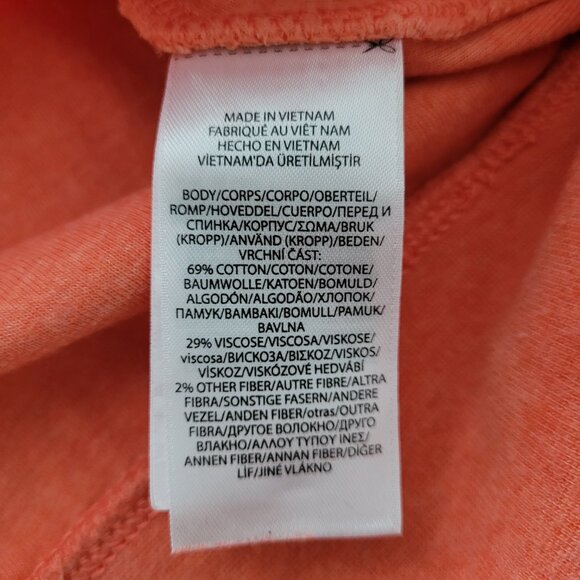 MADE IN VIETNAM
FABRIQUÉ AU VIÊT NAM
HECHO EN VIETNAM
VİETNAM'DA ÜRETİLMİŞTİR
BODY/CORPS/CORPO/OBERTEIL/
ROMP/HOVEDDEL/CUERPO/ПЕРЕД И
СПИНКА/КОРПУС/ΣΩΜΑ/BRUK
(KROPP)/ANVÄND (KROPP)/BEDEN/
VRCHNÍ ČÁST:
69% COTTON/COTON/COTONE/
BAUMWOLLE/KATOEN/BOMULD/
ALGODÓN/ALGODÃO/ХЛОПОК/
ПАМУК/ΒΑΜΒΑΚΙ/BOMULL/PAMUK/
BAVLNA
29% VISCOSE/VISCOSA/VISKOSE/
viscosa/ВИСКОЗА/ΒΙΣΚΟΖ/VISKOS/
VİSKOZ/VISKÓZOVÉ HEDVÁBÍ
2% OTHER FIBER/AUTRE FIBRE/ALTRA
FIBRA/SONSTIGE FASERN/ANDERE
VEZEL/ANDEN FIBER/otras/OUTRA
FIBRA/ДРУГОЕ ВОЛОКНО/ДРУГО
ВЛАКНО/ΑΛΛΟΥ ΤΥΠΟΥ ΙΝΕΣ/
ANNEN FIBER/ANNAN FIBER/DİĞER
LİF/JINÉ VLÁKNO